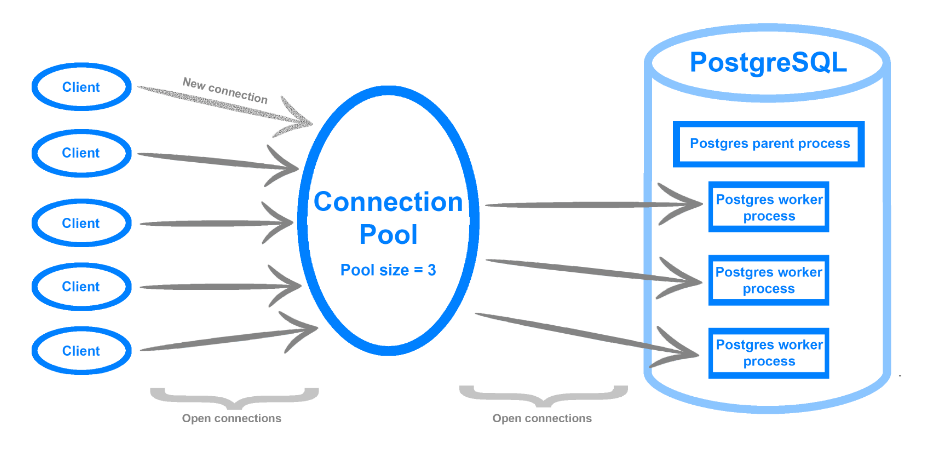 PostgreSQL
Client
New connection
Client
Client
Client
Client
Connection
Pool
Pool size = 3
Postgres parent process
Postgres worker
process
Postgres worker
process
Postgres worker
process
Open connections
Open connections